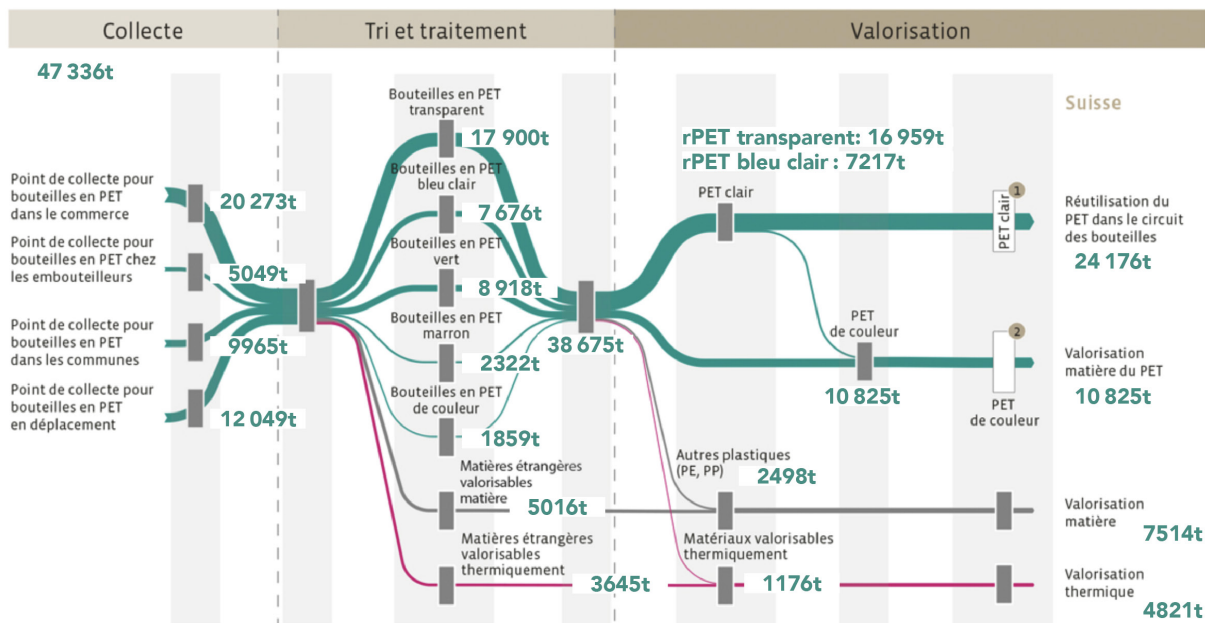 Collecte
Tri et traitement
Valorisation
47 336t
Suisse
Point de collecte pour
bouteilles en PET
dans le commerce
20 273t
Point de collecte pour
bouteilles en PET chez
les embouteilleurs
5049t
Point de collecte pour
bouteilles en PET
dans les communes
9965t
Point de collecte pour
bouteilles en PET
en déplacement
12 049t
Bouteilles en PET
transparent
17 900t
Bouteilles en PET
bleu clair
7 676t
Bouteilles en PET
vert
8 918t
Bouteilles en PET
marron
2322t
Bouteilles en PET
de couleur
1859t
Matières étrangères
valorisables
matière
5016t
Matières étrangères
valorisables
thermiquement
3645t
38 675t
rPET transparent: 16 959t
rPET bleu clair : 7217t
PET clair
PET
de couleur
10 825t
Autres plastiques
(PE, PP)
2498t
Matériaux valorisables
thermiquement
1176t
1
PET clair
Réutilisation du
PET dans le circuit
des bouteilles
24 176t
2
PET
de couleur
Valorisation
matière du PET
10 825t
Valorisation
matière
7514t
Valorisation
thermique
4821t